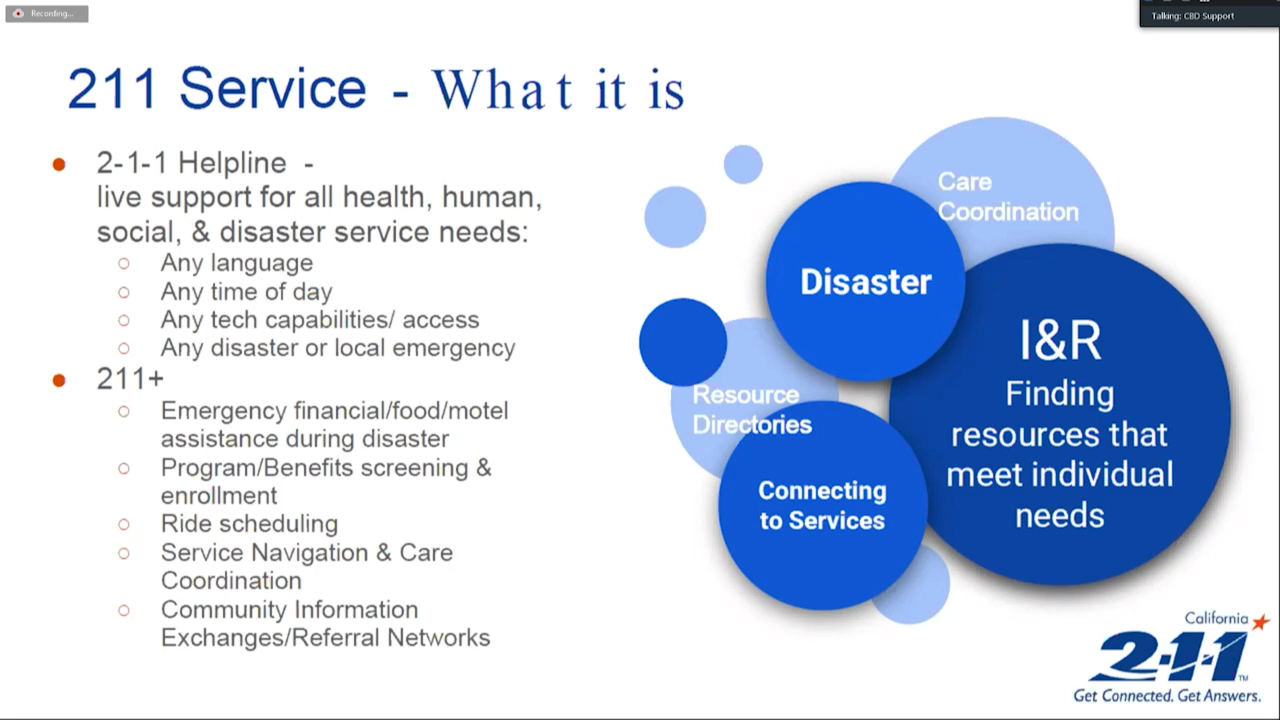 Recording...
Talking: CBD Support
211 Service - What it is
2-1-1 Helpline -
live support for all health, human,
social, & disaster service needs:
Any language
Any time of day
Any tech capabilities/ access
Any disaster or local emergency
211+
Emergency financial/food/motel
assistance during disaster
Program/Benefits screening &
enrollment
Ride scheduling
Service Navigation & Care
Coordination
Community Information
Exchanges/Referral Networks
Care
Coordination
Disaster
I&R
Finding
resources that
meet individual
needs
Resource
Directories
Connecting
to Services
California
2-1-1 TM
Get Connected. Get Answers.